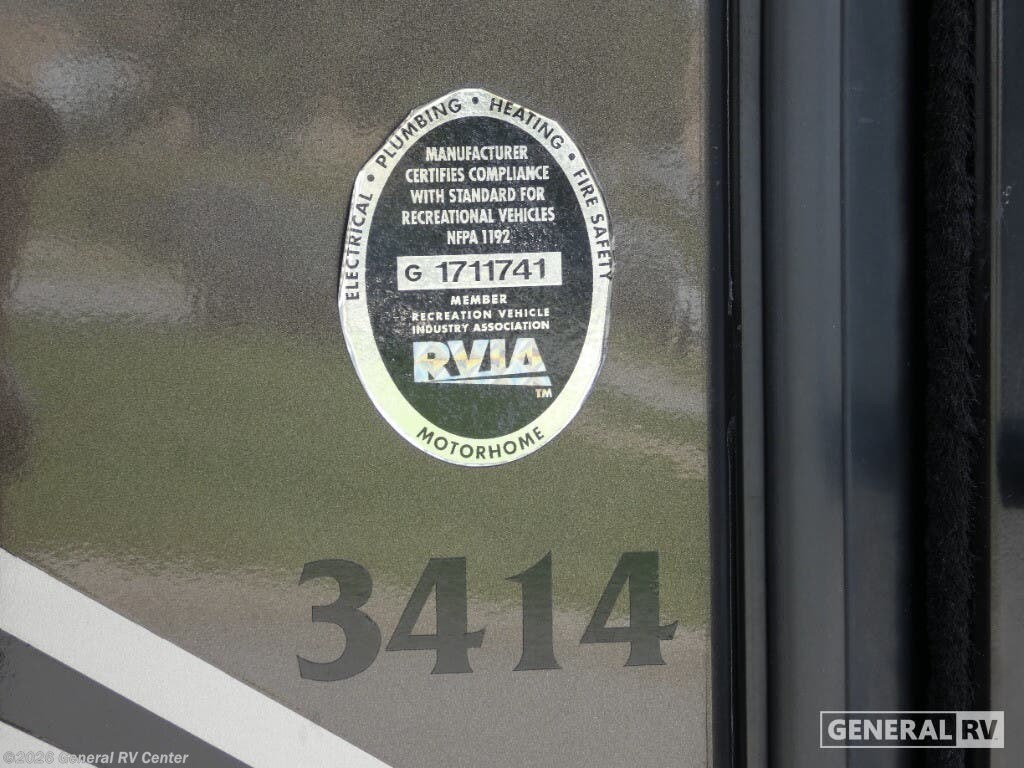 ELECTRICAL • PLUMBING • HEATING • FIRE SAFETY
MANUFACTURER
CERTIFIES COMPLIANCE
WITH STANDARD FOR
RECREATIONAL VEHICLES
NFPA 1192
G 1711741
MEMBER
RECREATION VEHICLE
INDUSTRY ASSOCIATION
RVIA
TM
MOTORHOME
3414
GENERAL RV
©2026 General RV Center